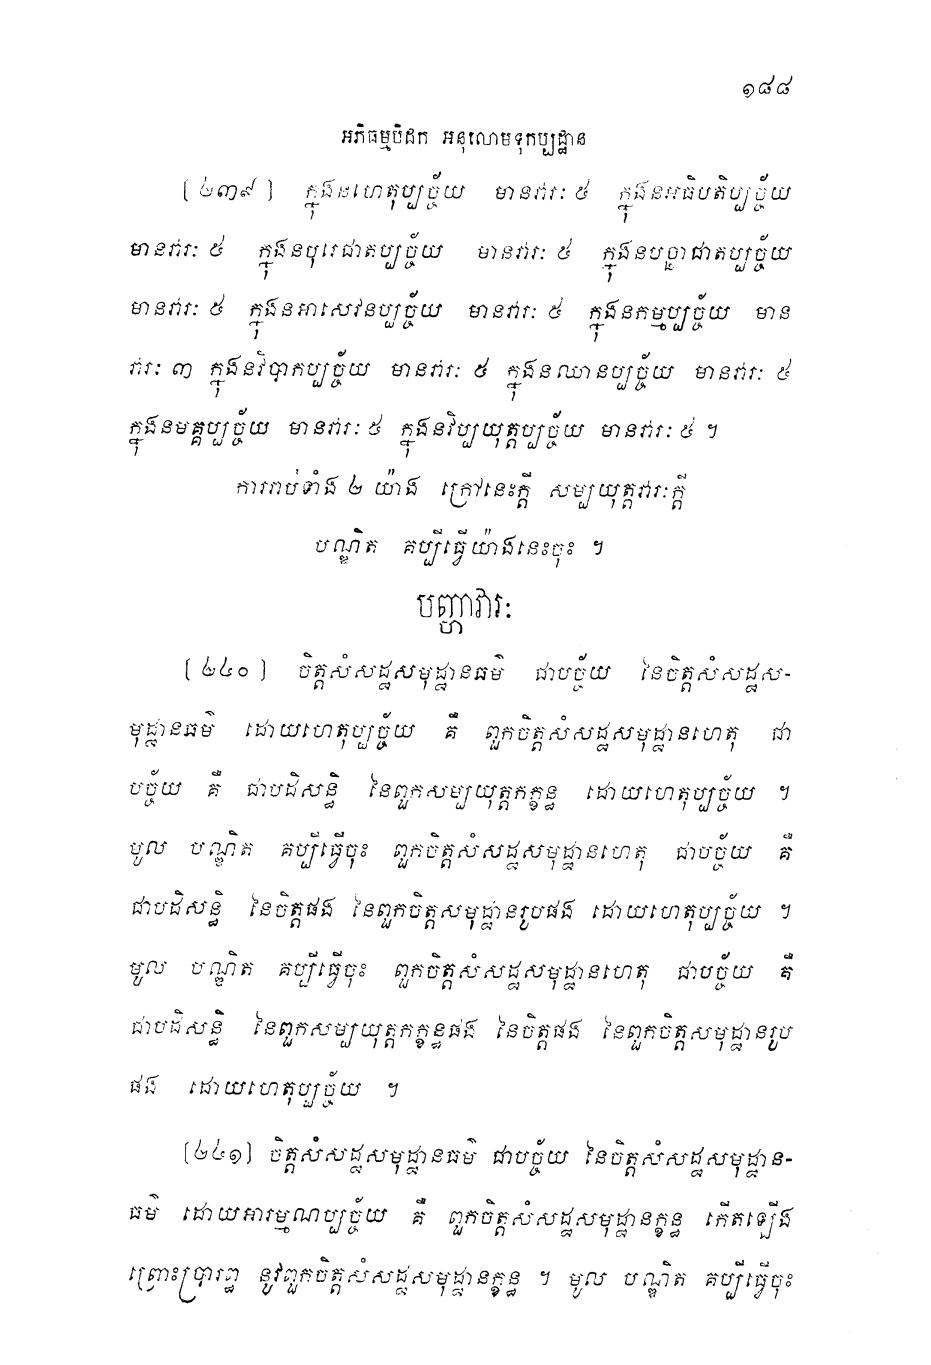 ១៨៨
អភិធម្មបិដក អនុលោមទុកប្បដ្ឋាន
[៤៣៩] ក្នុងនហេតុប្បច្ច័យ មានវារៈ ៥ ក្នុងនអធិបតិប្បច្ច័យ
មានវារៈ ៥ ក្នុងនបុរេជាតប្បច្ច័យ មានវារៈ ៥ ក្នុងនបច្ឆាជាតប្បច្ច័យ
មានវារៈ ៥ ក្នុងនអាសេវនប្បច្ច័យ មានវារៈ ៥ ក្នុងនកម្មប្បច្ច័យ មាន
វារៈ ៣ ក្នុងនវិបាកប្បច្ច័យ មានវារៈ ៥ ក្នុងនឈានប្បច្ច័យ មានវារៈ ៥
ក្នុងនមគ្គប្បច្ច័យ មានវារៈ ៥ ក្នុងនវិប្បយុត្តប្បច្ច័យ មានវារៈ ៥ ។
ការរាប់ទាំង ២ យ៉ាង ក្រៅនេះក្តី សម្បយុត្តវារៈក្តី
បណ្ឌិត គប្បីធ្វើយ៉ាងនេះចុះ ។
បញ្ហាវារៈ
[៤៤០] ចិត្តសំសដ្ឋសមុដ្ឋានធម៌ ជាបច្ច័យ នៃចិត្តសំសដ្ឋស-
មុដ្ឋានធម៌ ដោយហេតុប្បច្ច័យ គឺ ពួកចិត្តសំសដ្ឋសមុដ្ឋានហេតុ ជា
បច្ច័យ គឺ ជាបដិសន្ធិ នៃពួកសម្បយុត្តកក្ខន្ធ ដោយហេតុប្បច្ច័យ ។
មូល បណ្ឌិត គប្បីធ្វើចុះ ពួកចិត្តសំសដ្ឋសមុដ្ឋានហេតុ ជាបច្ច័យ គឺ
ជាបដិសន្ធិ នៃចិត្តផង នៃពួកចិត្តសមុដ្ឋានរូបផង ដោយហេតុប្បច្ច័យ ។
មូល បណ្ឌិត គប្បីធ្វើចុះ ពួកចិត្តសំសដ្ឋសមុដ្ឋានហេតុ ជាបច្ច័យ គឺ
ជាបដិសន្ធិ នៃពួកសម្បយុត្តកក្ខន្ធផង នៃចិត្តផង នៃពួកចិត្តសមុដ្ឋានរូប
ផង ដោយហេតុប្បច្ច័យ ។
[៤៤១] ចិត្តសំសដ្ឋសមុដ្ឋានធម៌ ជាបច្ច័យ នៃចិត្តសំសដ្ឋសមុដ្ឋាន-
ធម៌ ដោយអារម្មណប្បច្ច័យ គឺ ពួកចិត្តសំសដ្ឋសមុដ្ឋានក្ខន្ធ កើតឡើង
ព្រោះប្រារព្ធ នូវពួកចិត្តសំសដ្ឋសមុដ្ឋានក្ខន្ធ ។ មូល បណ្ឌិត គប្បីធ្វើចុះ